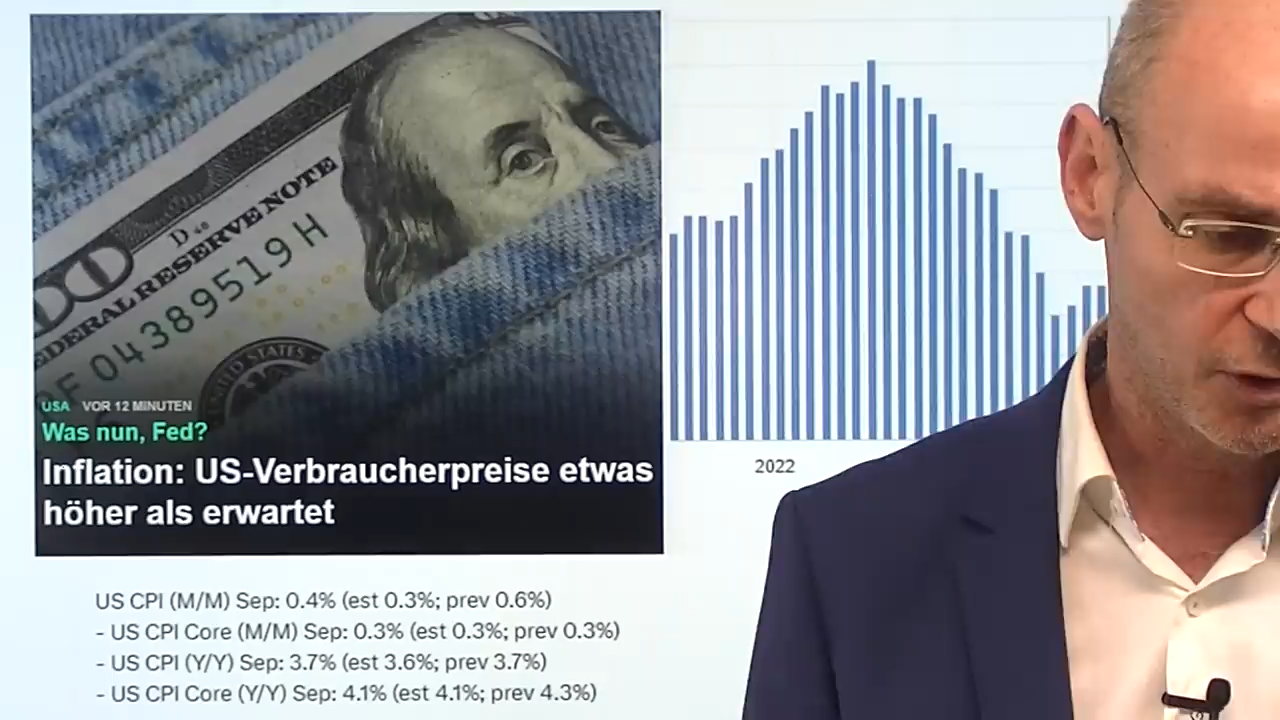 D
FEDERAL RESERVE NOTE
04389519 H
UNITED STATES
USA VOR 12 MINUTEN
Was nun, Fed?
Inflation: US-Verbraucherpreise etwas
höher als erwartet
2022
US CPI (M/M) Sep: 0.4% (est 0.3%; prev 0.6%)
- US CPI Core (M/M) Sep: 0.3% (est 0.3%; prev 0.3%)
- US CPI (Y/Y) Sep: 3.7% (est 3.6%; prev 3.7%)
- US CPI Core (Y/Y) Sep: 4.1% (est 4.1%; prev 4.3%)